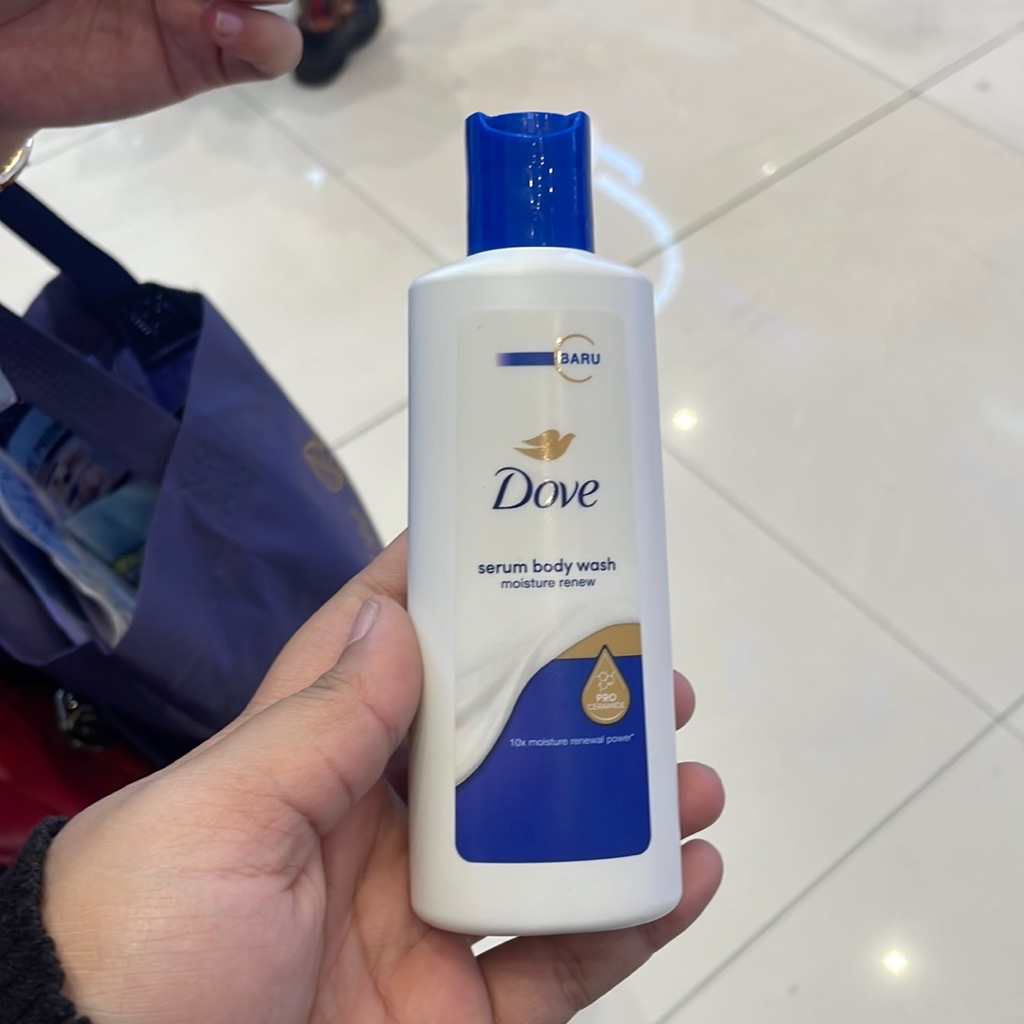 BARU
Dove
serum body wash
moisture renew
PRO
CERAMIDE
10x moisture renewal power*